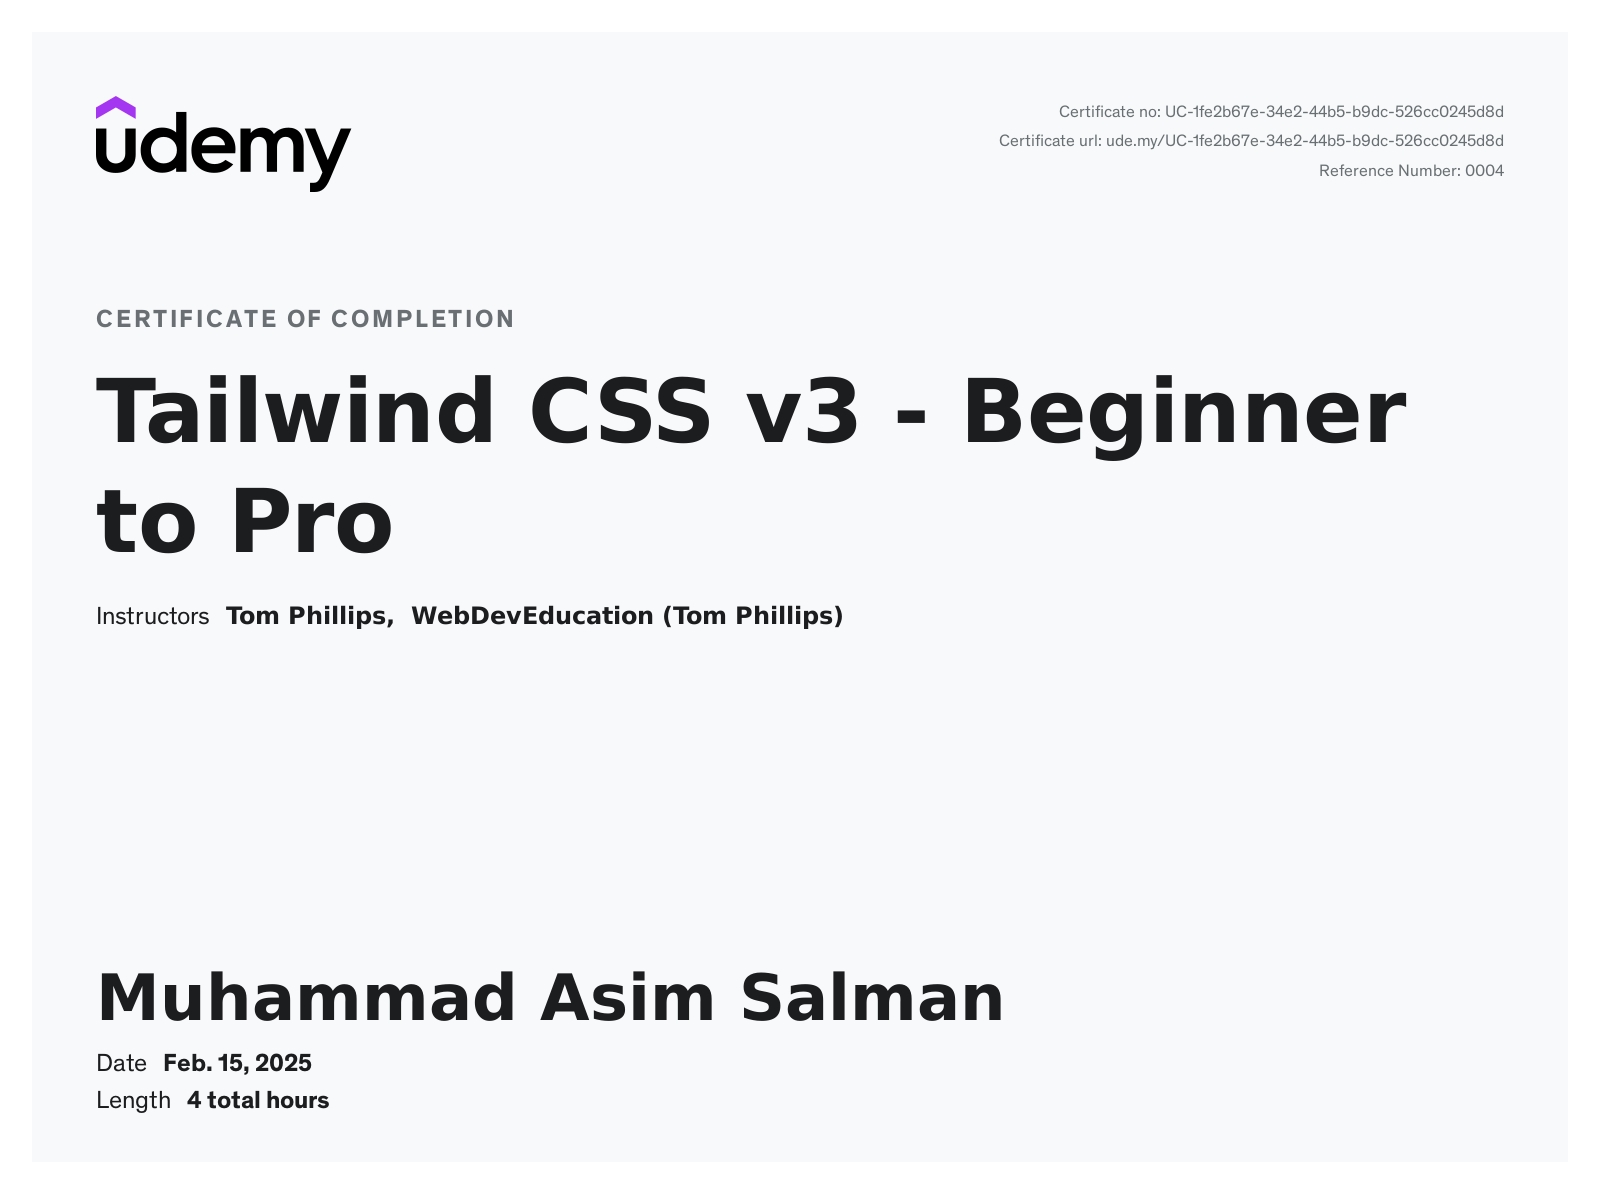 udemy
Certificate no: UC-1fe2b67e-34e2-44b5-b9dc-526cc0245d8d
Certificate url: ude.my/UC-1fe2b67e-34e2-44b5-b9dc-526cc0245d8d
Reference Number: 0004
CERTIFICATE OF COMPLETION
Tailwind CSS v3 - Beginner
to Pro
Instructors Tom Phillips, WebDevEducation (Tom Phillips)
Muhammad Asim Salman
Date Feb. 15, 2025
Length 4 total hours